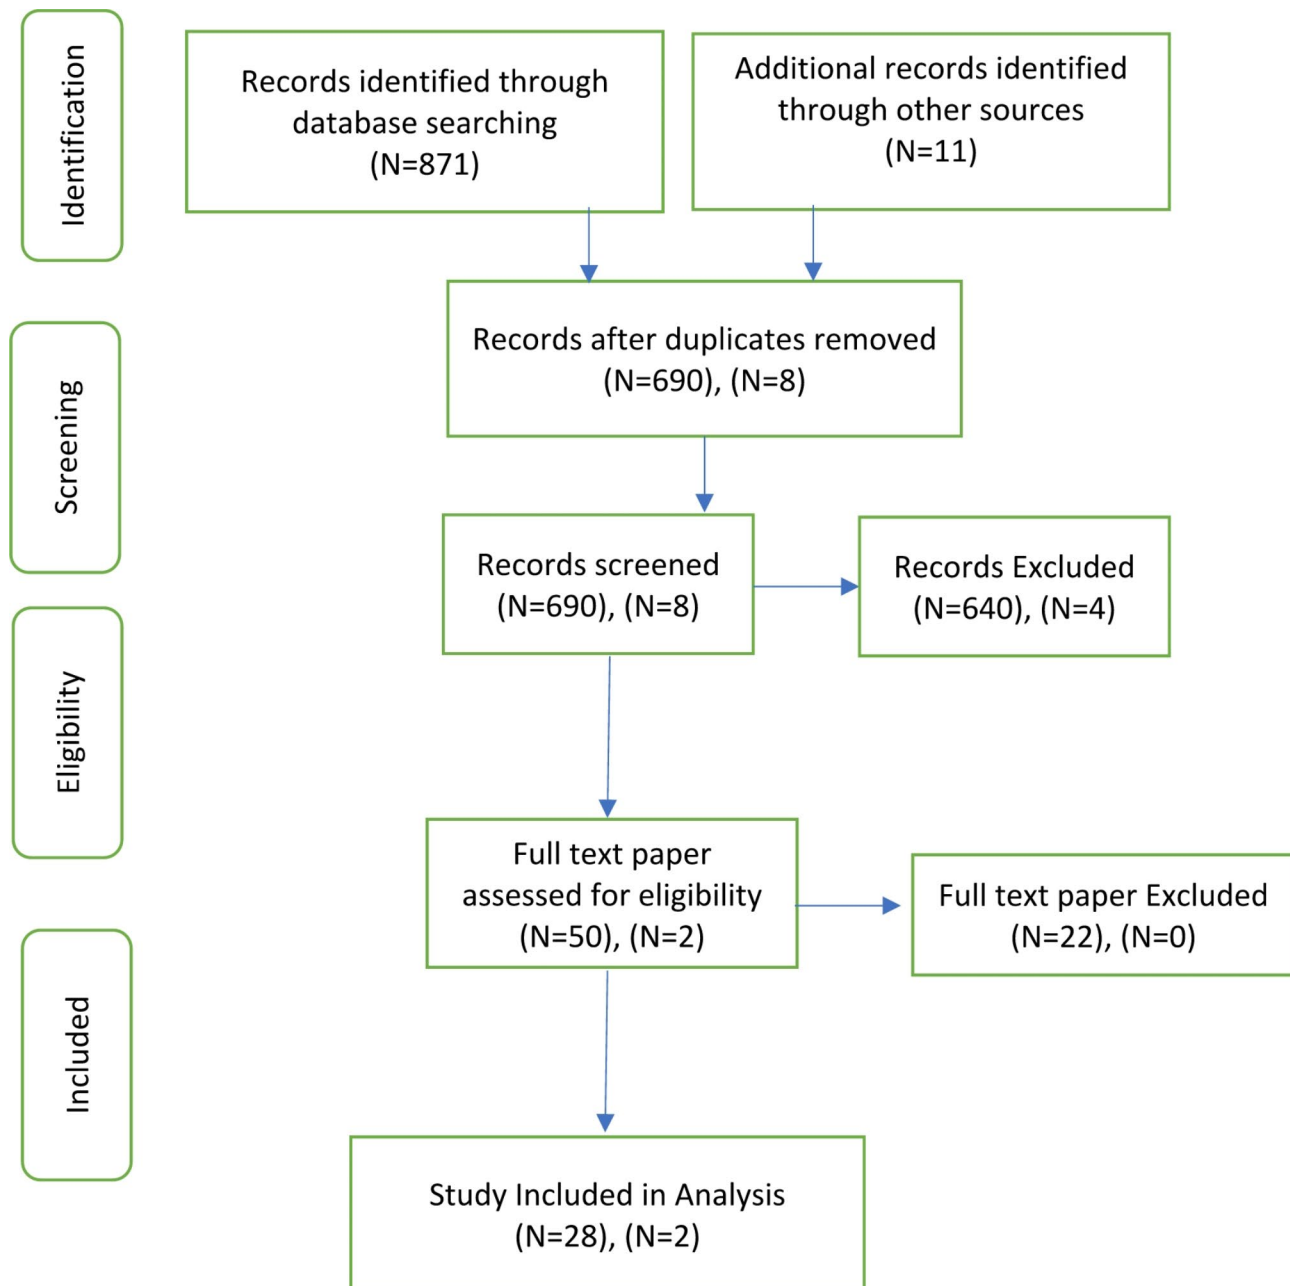 Identification
Records identified through
database searching
(N=871)
Additional records identified
through other sources
(N=11)
Records after duplicates removed
(N=690), (N=8)
Screening
Records screened
(N=690), (N=8)
Records Excluded
(N=640), (N=4)
Eligibility
Full text paper
assessed for eligibility
(N=50), (N=2)
Full text paper Excluded
(N=22), (N=0)
Included
Study Included in Analysis
(N=28), (N=2)